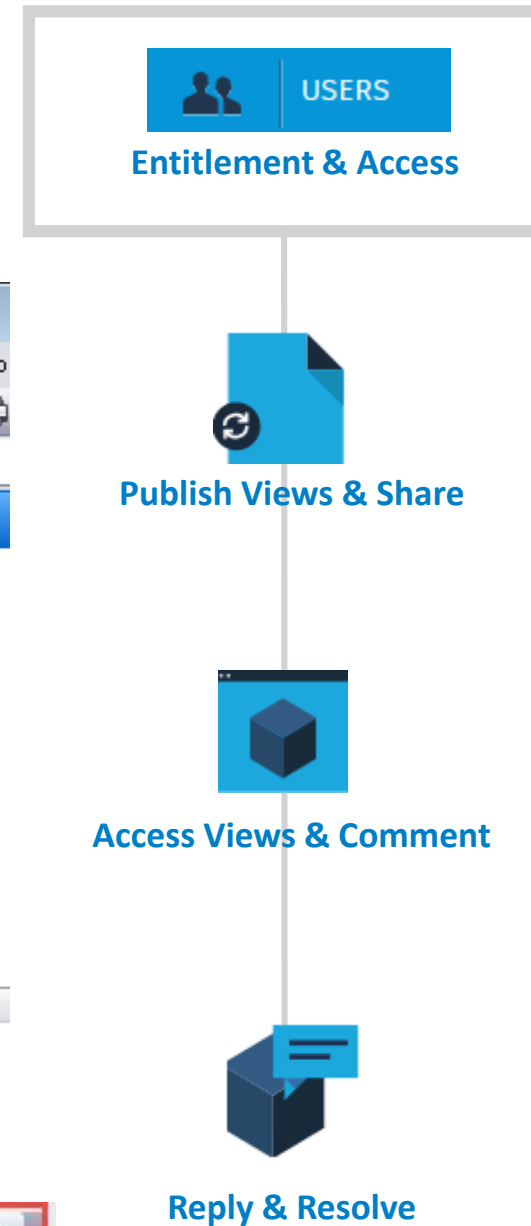 USERS
Entitlement & Access
Publish Views & Share
Access Views & Comment
Reply & Resolve